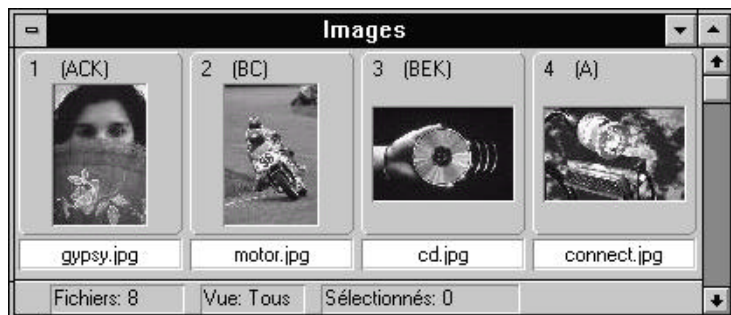 Images
1 (ACK)
2 (BC)
3 (BEK)
4 (A)
gypsy.jpg
motor.jpg
cd.jpg
connect.jpg
Fichiers: 8
Vue: Tous
Sélectionnés: 0